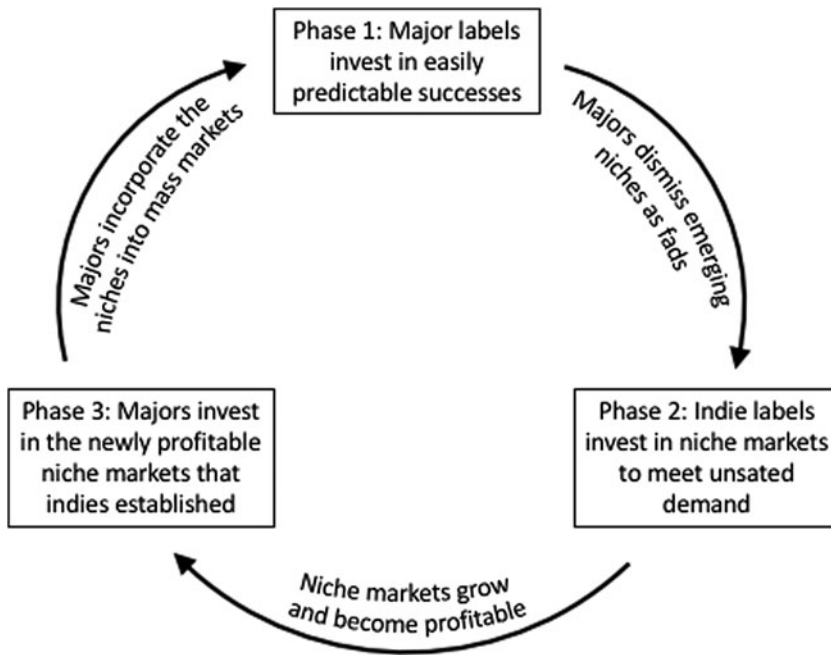 Phase 1: Major labels
invest in easily
predictable successes
Majors dismiss emerging
niches as fads
Phase 2: Indie labels
invest in niche markets
to meet unsated
demand
Niche markets grow
and become profitable
Phase 3: Majors invest
in the newly profitable
niche markets that
indies established
Majors incorporate the
niches into mass markets